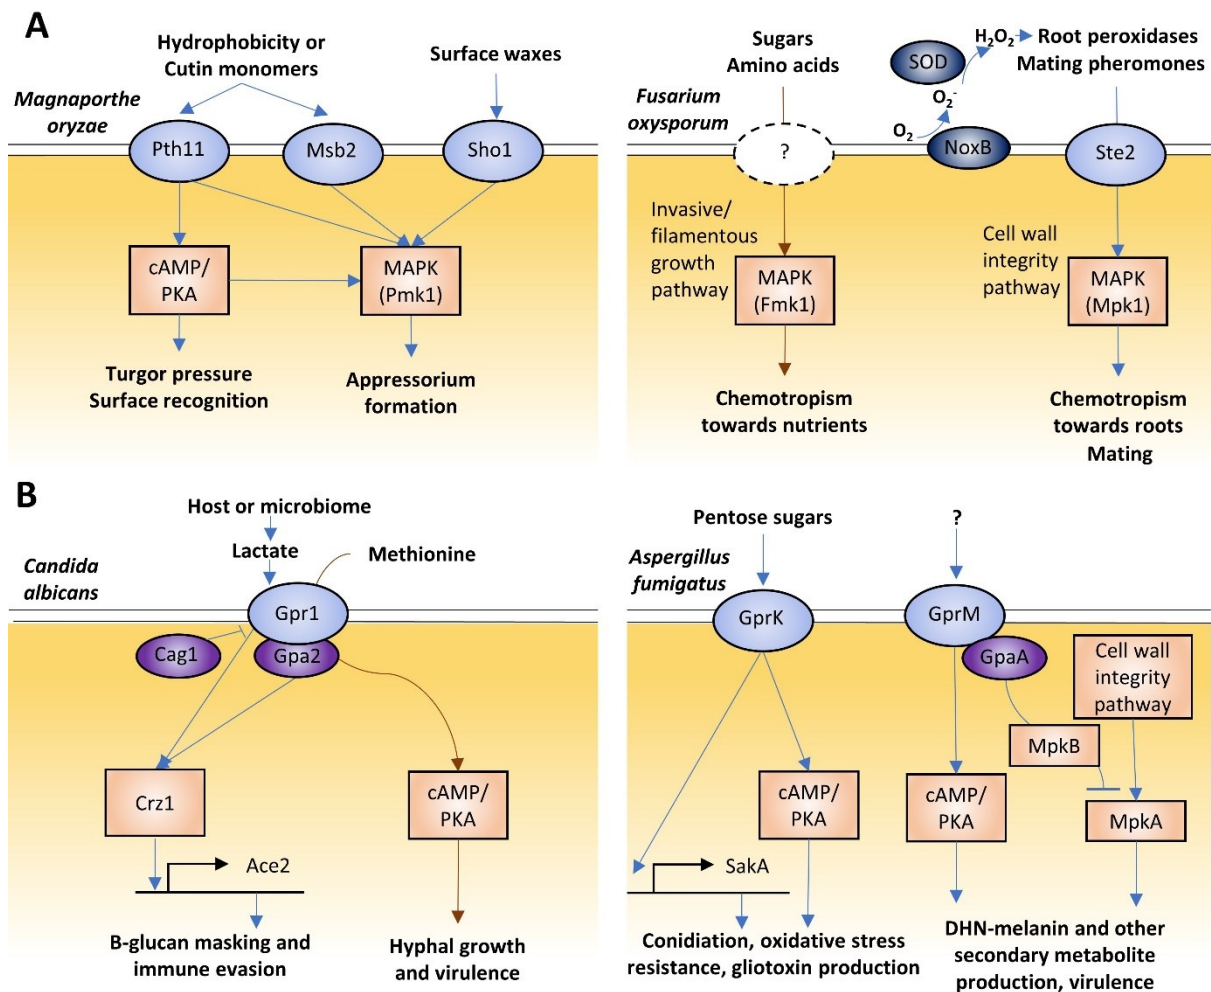 A
Hydrophobicity or
Cutin monomers
Surface waxes
Magnaporthe
oryzae
Pth11
Msb2
Sho1
cAMP/
PKA
MAPK
(Pmk1)
Turgor pressure
Surface recognition
Appressorium
formation
Sugars
Amino acids
Fusarium
oxysporum
?
SOD
H₂O₂
O₂⁻
O₂
NoxB
Root peroxidases
Mating pheromones
Ste2
Invasive/
filamentous
growth
pathway
MAPK
(Fmk1)
Cell wall
integrity
pathway
MAPK
(Mpk1)
Chemotropism
towards nutrients
Chemotropism
towards roots
Mating
B
Host or microbiome
Lactate
Methionine
Candida
albicans
Gpr1
Cag1
Gpa2
Crz1
cAMP/
PKA
Ace2
B-glucan masking and
immune evasion
Hyphal growth
and virulence
Pentose sugars
?
Aspergillus
fumigatus
GprK
GprM
GpaA
Cell wall
integrity
pathway
MpkB
cAMP/
PKA
cAMP/
PKA
MpkA
SakA
Conidiation, oxidative stress
resistance, gliotoxin production
DHN-melanin and other
secondary metabolite
production, virulence